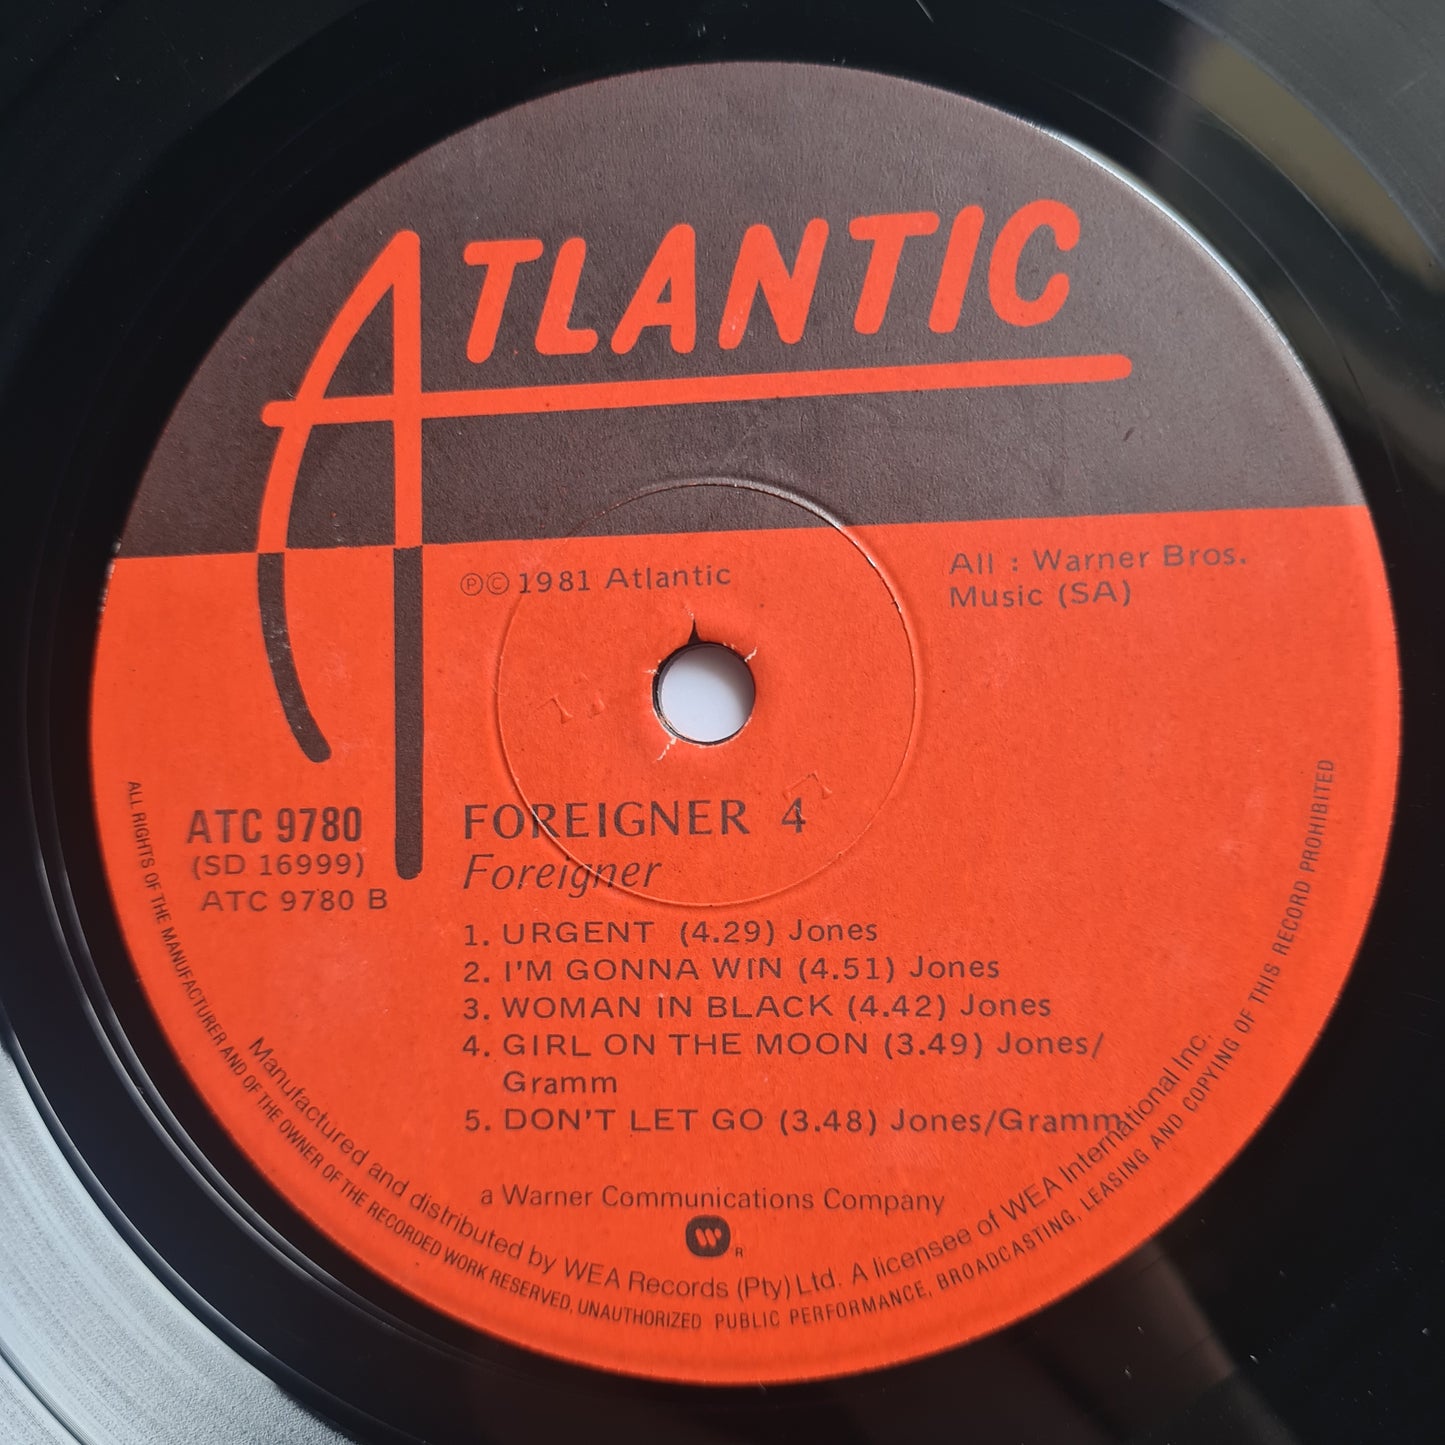 ATLANTIC
Ⓟ©1981 Atlantic
All : Warner Bros.
Music (SA)
ATC 9780
(SD 16999)
ATC 9780 B
FOREIGNER 4
Foreigner
1. URGENT (4.29) Jones
2. I'M GONNA WIN (4.51) Jones
3. WOMAN IN BLACK (4.42) Jones
4. GIRL ON THE MOON (3.49) Jones/
Gramm
5. DON'T LET GO (3.48) Jones/Gramm
a Warner Communications Company
W R
Manufactured and distributed by WEA Records (Pty) Ltd. A licensee of WEA International Inc.
ALL RIGHTS OF THE MANUFACTURER AND OF THE OWNER OF THE RECORDED WORK RESERVED, UNAUTHORIZED PUBLIC PERFORMANCE, BROADCASTING, LEASING AND COPYING OF THIS RECORD PROHIBITED